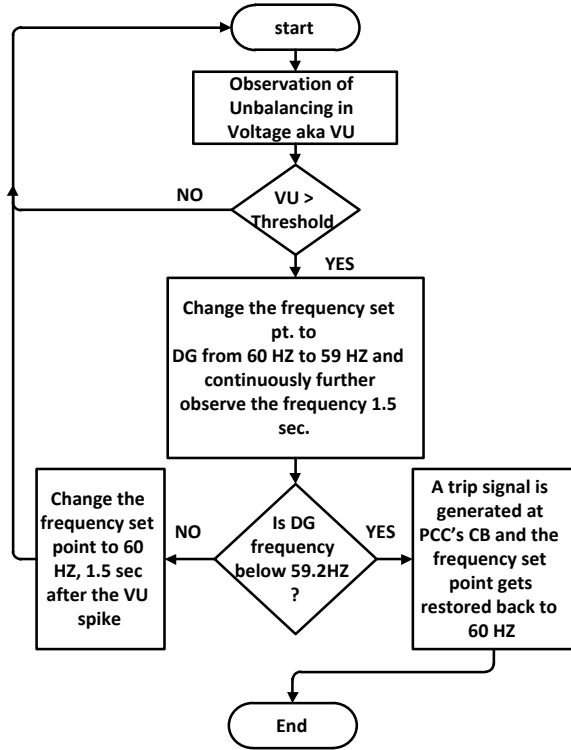 start
Observation of
Unbalancing in
Voltage aka VU
VU >
Threshold
NO
YES
Change the frequency set
pt. to
DG from 60 HZ to 59 HZ and
continuously further
observe the frequency 1.5
sec.
Is DG
frequency
below 59.2HZ
?
NO
YES
Change the
frequency set
point to 60
HZ, 1.5 sec
after the VU
spike
A trip signal is
generated at
PCC's CB and the
frequency set
point gets
restored back to
60 HZ
End